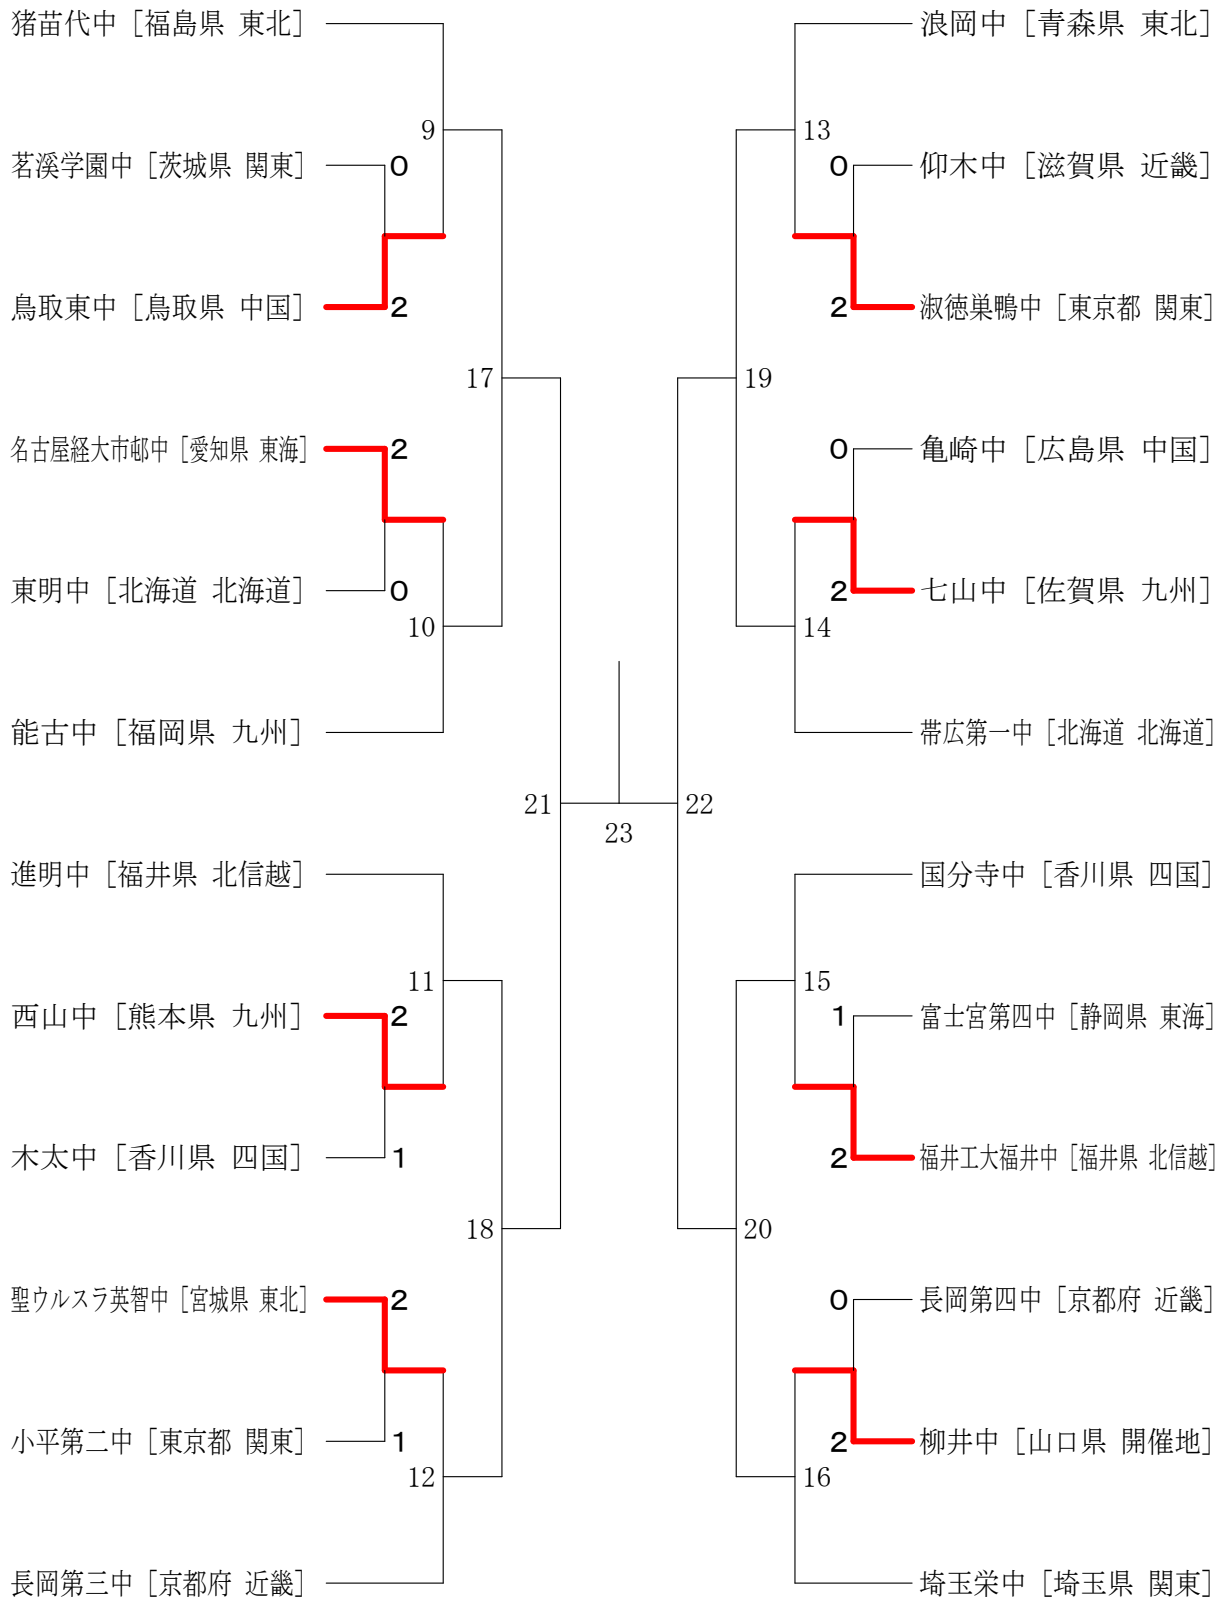 猪苗代中［福島県 東北］
9
茗溪学園中［茨城県 関東］
0
鳥取東中［鳥取県 中国］
2
17
名古屋経大市邨中［愛知県 東海］
2
東明中［北海道 北海道］
0
10
能古中［福岡県 九州］
21
進明中［福井県 北信越］
11
西山中［熊本県 九州］
2
木太中［香川県 四国］
1
18
聖ウルスラ英智中［宮城県 東北］
2
小平第二中［東京都 関東］
1
12
長岡第三中［京都府 近畿］
23
浪岡中［青森県 東北］
13
0
仰木中［滋賀県 近畿］
2
淑徳巣鴨中［東京都 関東］
19
0
亀崎中［広島県 中国］
2
七山中［佐賀県 九州］
14
帯広第一中［北海道 北海道］
22
国分寺中［香川県 四国］
15
1
富士宮第四中［静岡県 東海］
2
福井工大福井中［福井県 北信越］
20
0
長岡第四中［京都府 近畿］
2
柳井中［山口県 開催地］
16
埼玉栄中［埼玉県 関東］